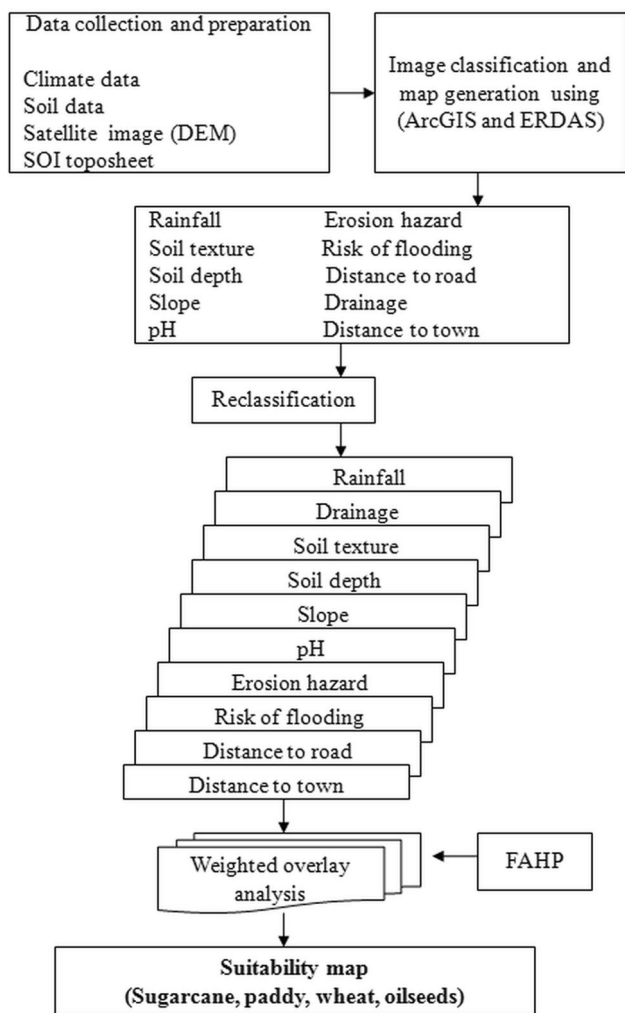 Data collection and preparation
Climate data
Soil data
Satellite image (DEM)
SOI toposheet
Image classification and
map generation using
(ArcGIS and ERDAS)
Rainfall Erosion hazard
Soil texture Risk of flooding
Soil depth Distance to road
Slope Drainage
pH Distance to town
Reclassification
Rainfall
Drainage
Soil texture
Soil depth
Slope
pH
Erosion hazard
Risk of flooding
Distance to road
Distance to town
Weighted overlay
analysis
FAHP
Suitability map
(Sugarcane, paddy, wheat, oilseeds)